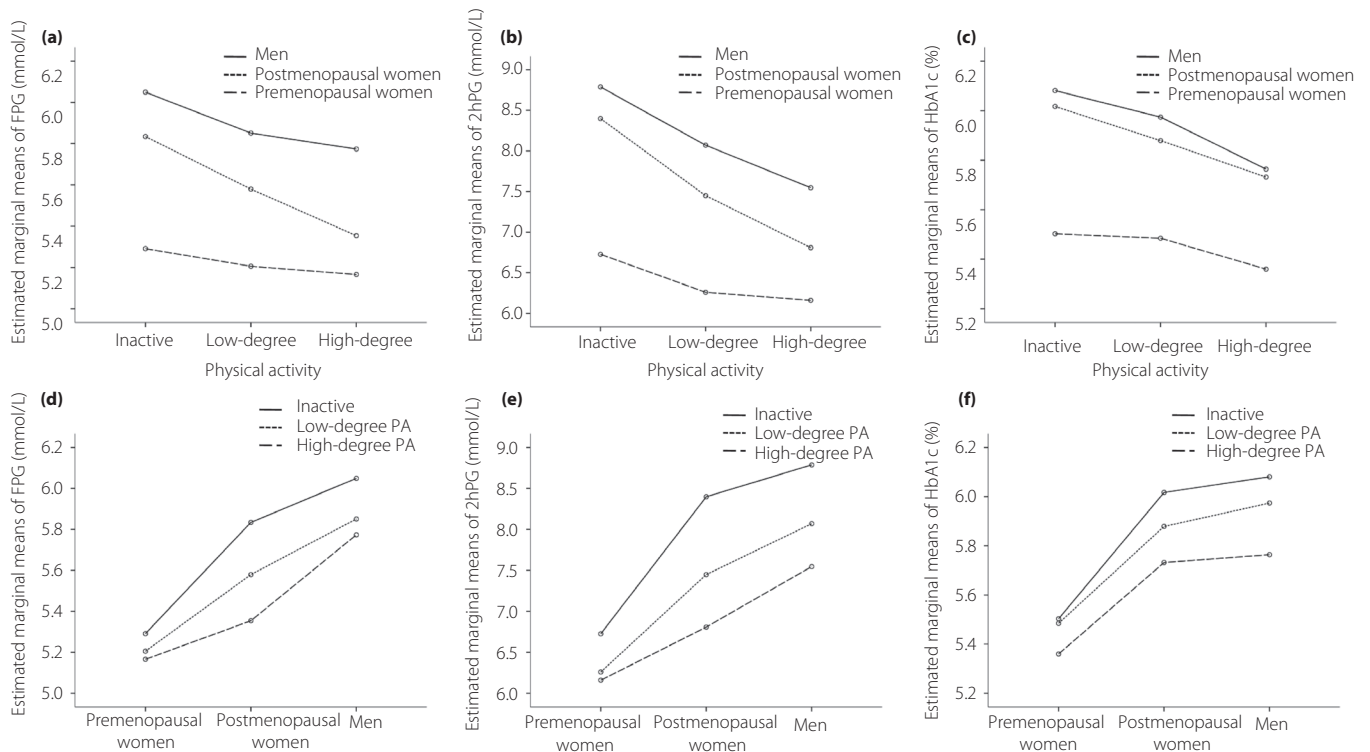 (a)
Estimated marginal means of FPG (mmol/L)
Men
Postmenopausal women
Premenopausal women
6.2
6.0
5.8
5.6
5.4
5.2
5.0
Inactive Low-degree High-degree
Physical activity
(b)
Estimated marginal means of 2hPG (mmol/L)
Men
Postmenopausal women
Premenopausal women
9.0
8.5
8.0
7.5
7.0
6.5
6.0
Inactive Low-degree High-degree
Physical activity
(c)
Estimated marginal means of HbA1c (%)
Men
Postmenopausal women
Premenopausal women
6.2
6.0
5.8
5.6
5.4
5.2
Inactive Low-degree High-degree
Physical activity
(d)
Estimated marginal means of FPG (mmol/L)
Inactive
Low-degree PA
High-degree PA
6.2
6.0
5.8
5.6
5.4
5.2
5.0
Premenopausal Postmenopausal Men
women women
(e)
Estimated marginal means of 2hPG (mmol/L)
Inactive
Low-degree PA
High-degree PA
9.0
8.5
8.0
7.5
7.0
6.5
6.0
Premenopausal Postmenopausal Men
women women
(f)
Estimated marginal means of HbA1c (%)
Inactive
Low-degree PA
High-degree PA
6.2
6.0
5.8
5.6
5.4
5.2
Premenopausal Postmenopausal Men
women women